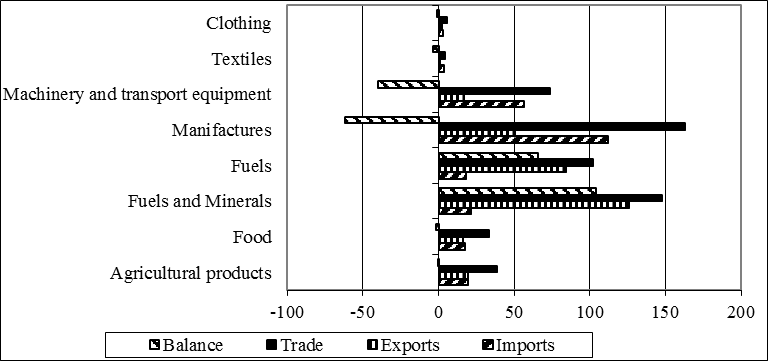 Clothing
Textiles
Machinery and transport equipment
Manifactures
Fuels
Fuels and Minerals
Food
Agricultural products
-100 -50 0 50 100 150 200
Balance Trade Exports Imports